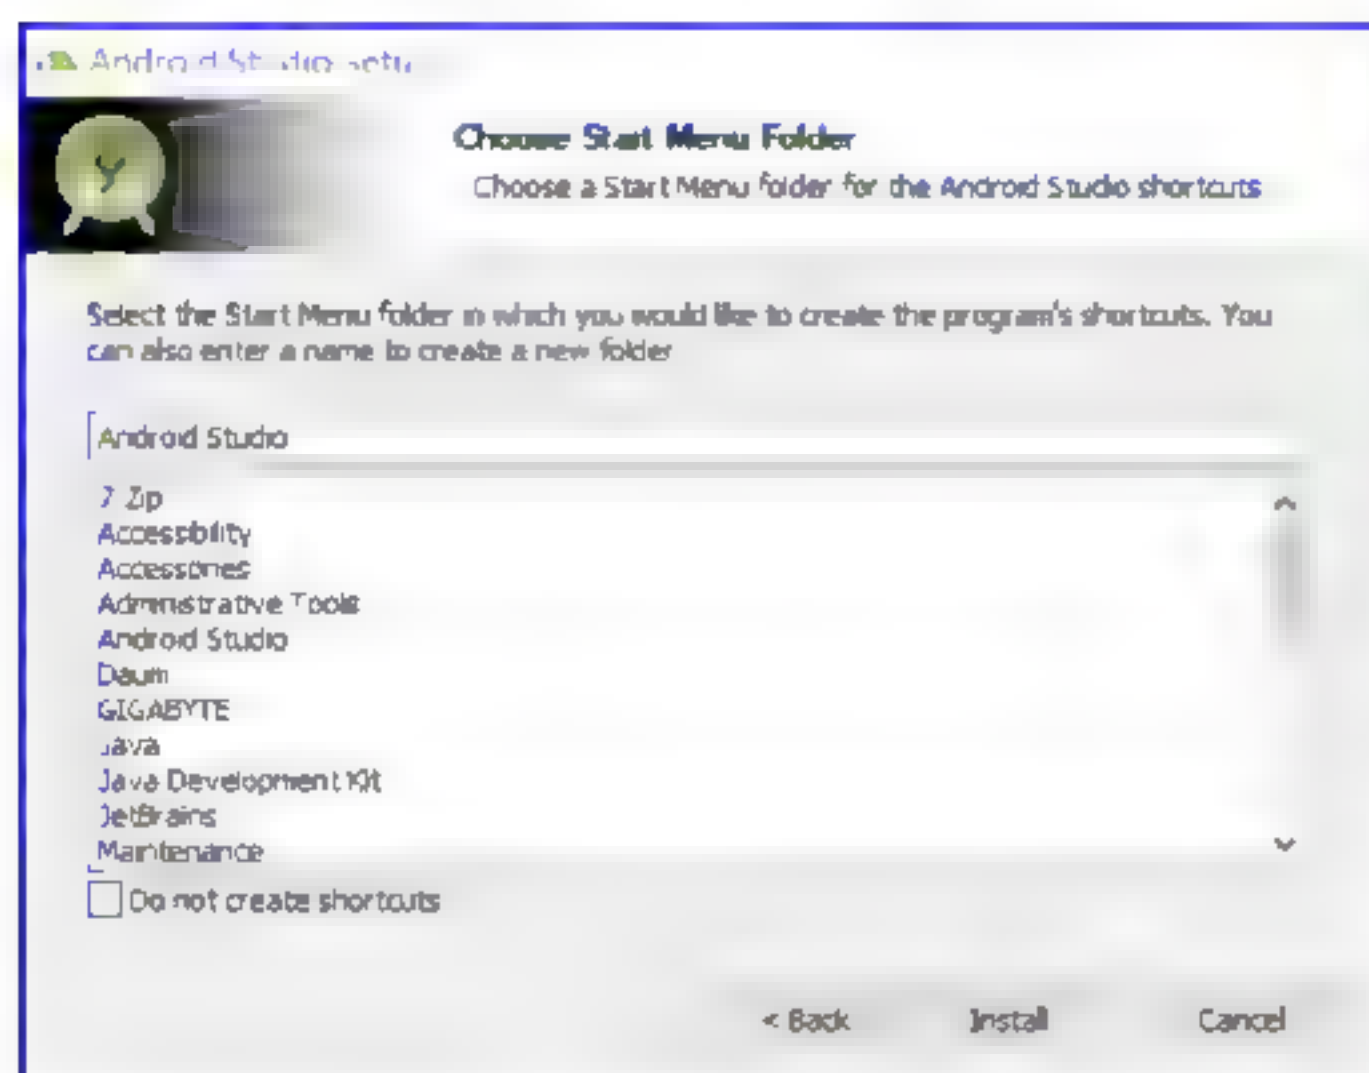 Android Studio Setup
Choose Start Menu Folder
Choose a Start Menu folder for the Android Studio shortcuts
Select the Start Menu folder in which you would like to create the program's shortcuts. You
can also enter a name to create a new folder
Android Studio
7-Zip
Accessibility
Accessories
Administrative Tools
Android Studio
Daum
GIGABYTE
Java
Java Development Kit
JetBrains
Maintenance
Do not create shortcuts
< Back Install Cancel